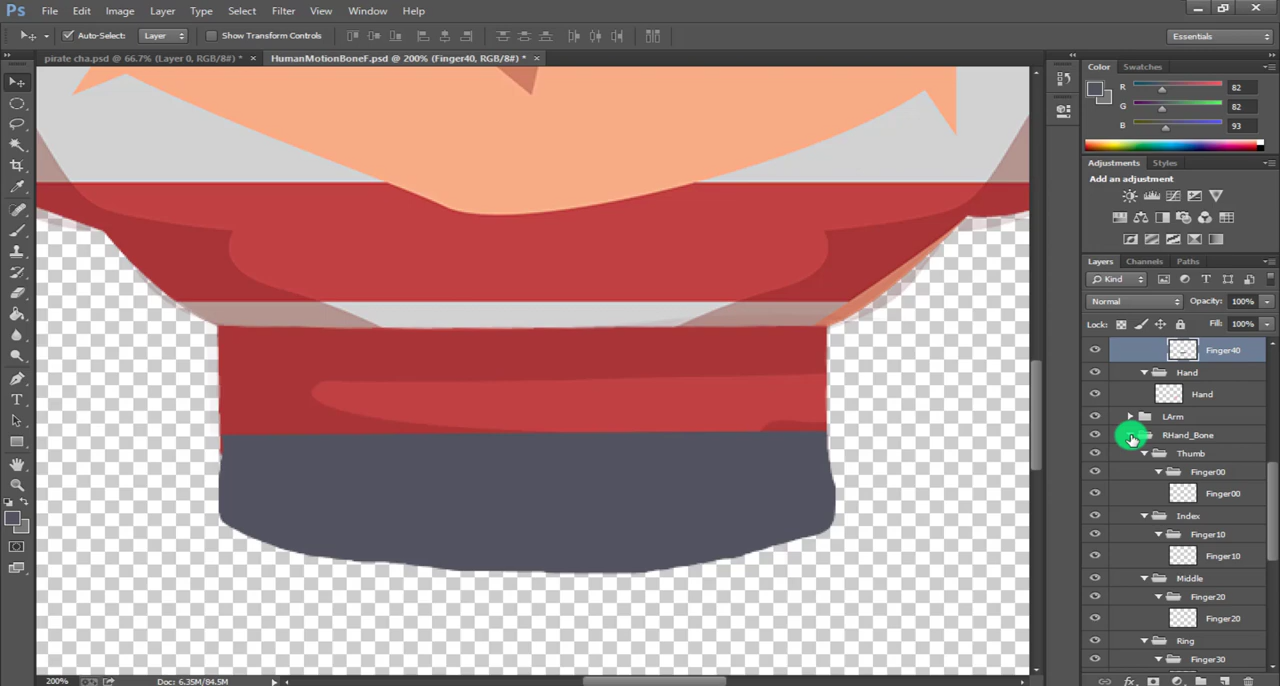 Ps File Edit Image Layer Type Select Filter View Window Help
Auto-Select: Layer Show Transform Controls Essentials
pirate cha.psd @ 66.7% (Layer 0, RGB/8#) * × HumanMotionBoneF.psd @ 200% (Finger40, RGB/8#) * ×
Color Swatches
R 82
G 82
B 93
Adjustments Styles
Add an adjustment
Layers Channels Paths
Kind
Normal Opacity: 100%
Lock: Fill: 100%
Finger40
Hand
Hand
LArm
RHand_Bone
Thumb
Finger00
Finger00
Index
Finger10
Finger10
Middle
Finger20
Finger20
Ring
Finger30
200% Doc: 6.35M/84.5M